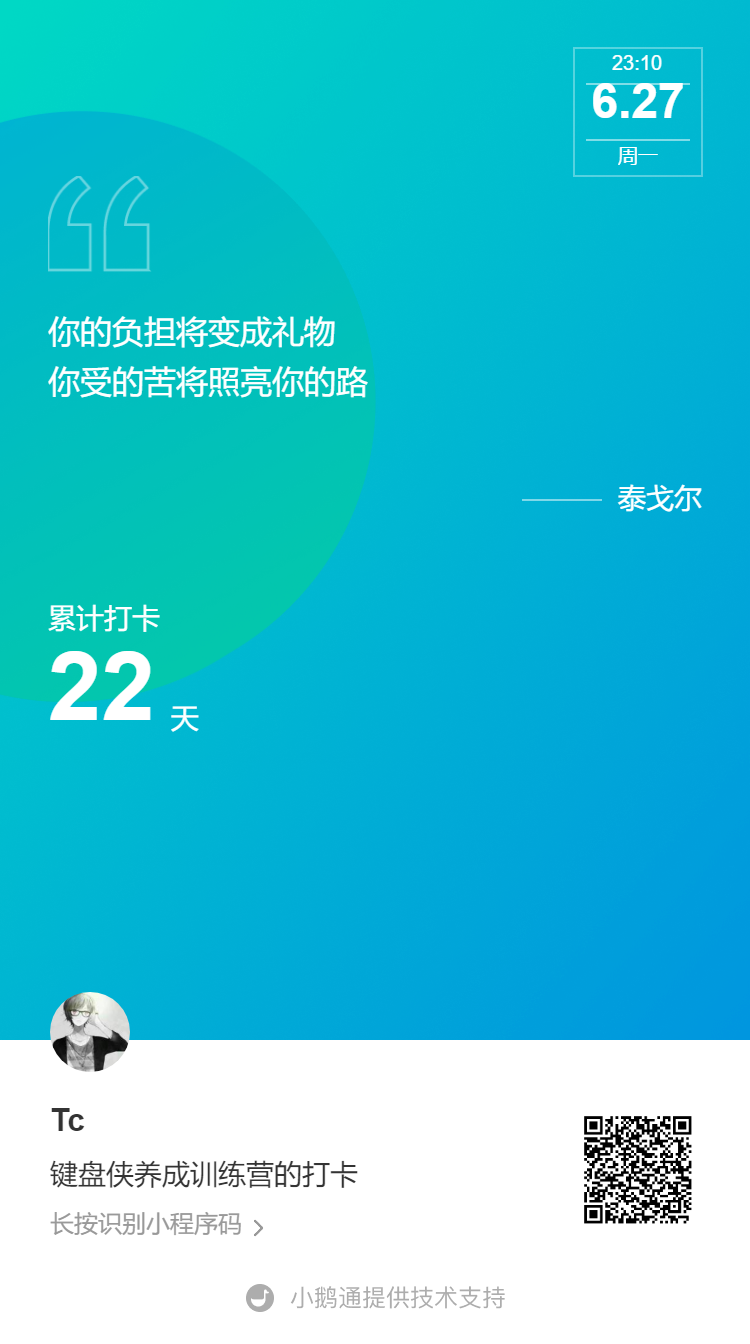 23:10
6.27
周一
你的负担将变成礼物
你受的苦将照亮你的路
泰戈尔
累计打卡
22 天
Tc
键盘侠养成训练营的打卡
长按识别小程序码
小鹅通提供技术支持